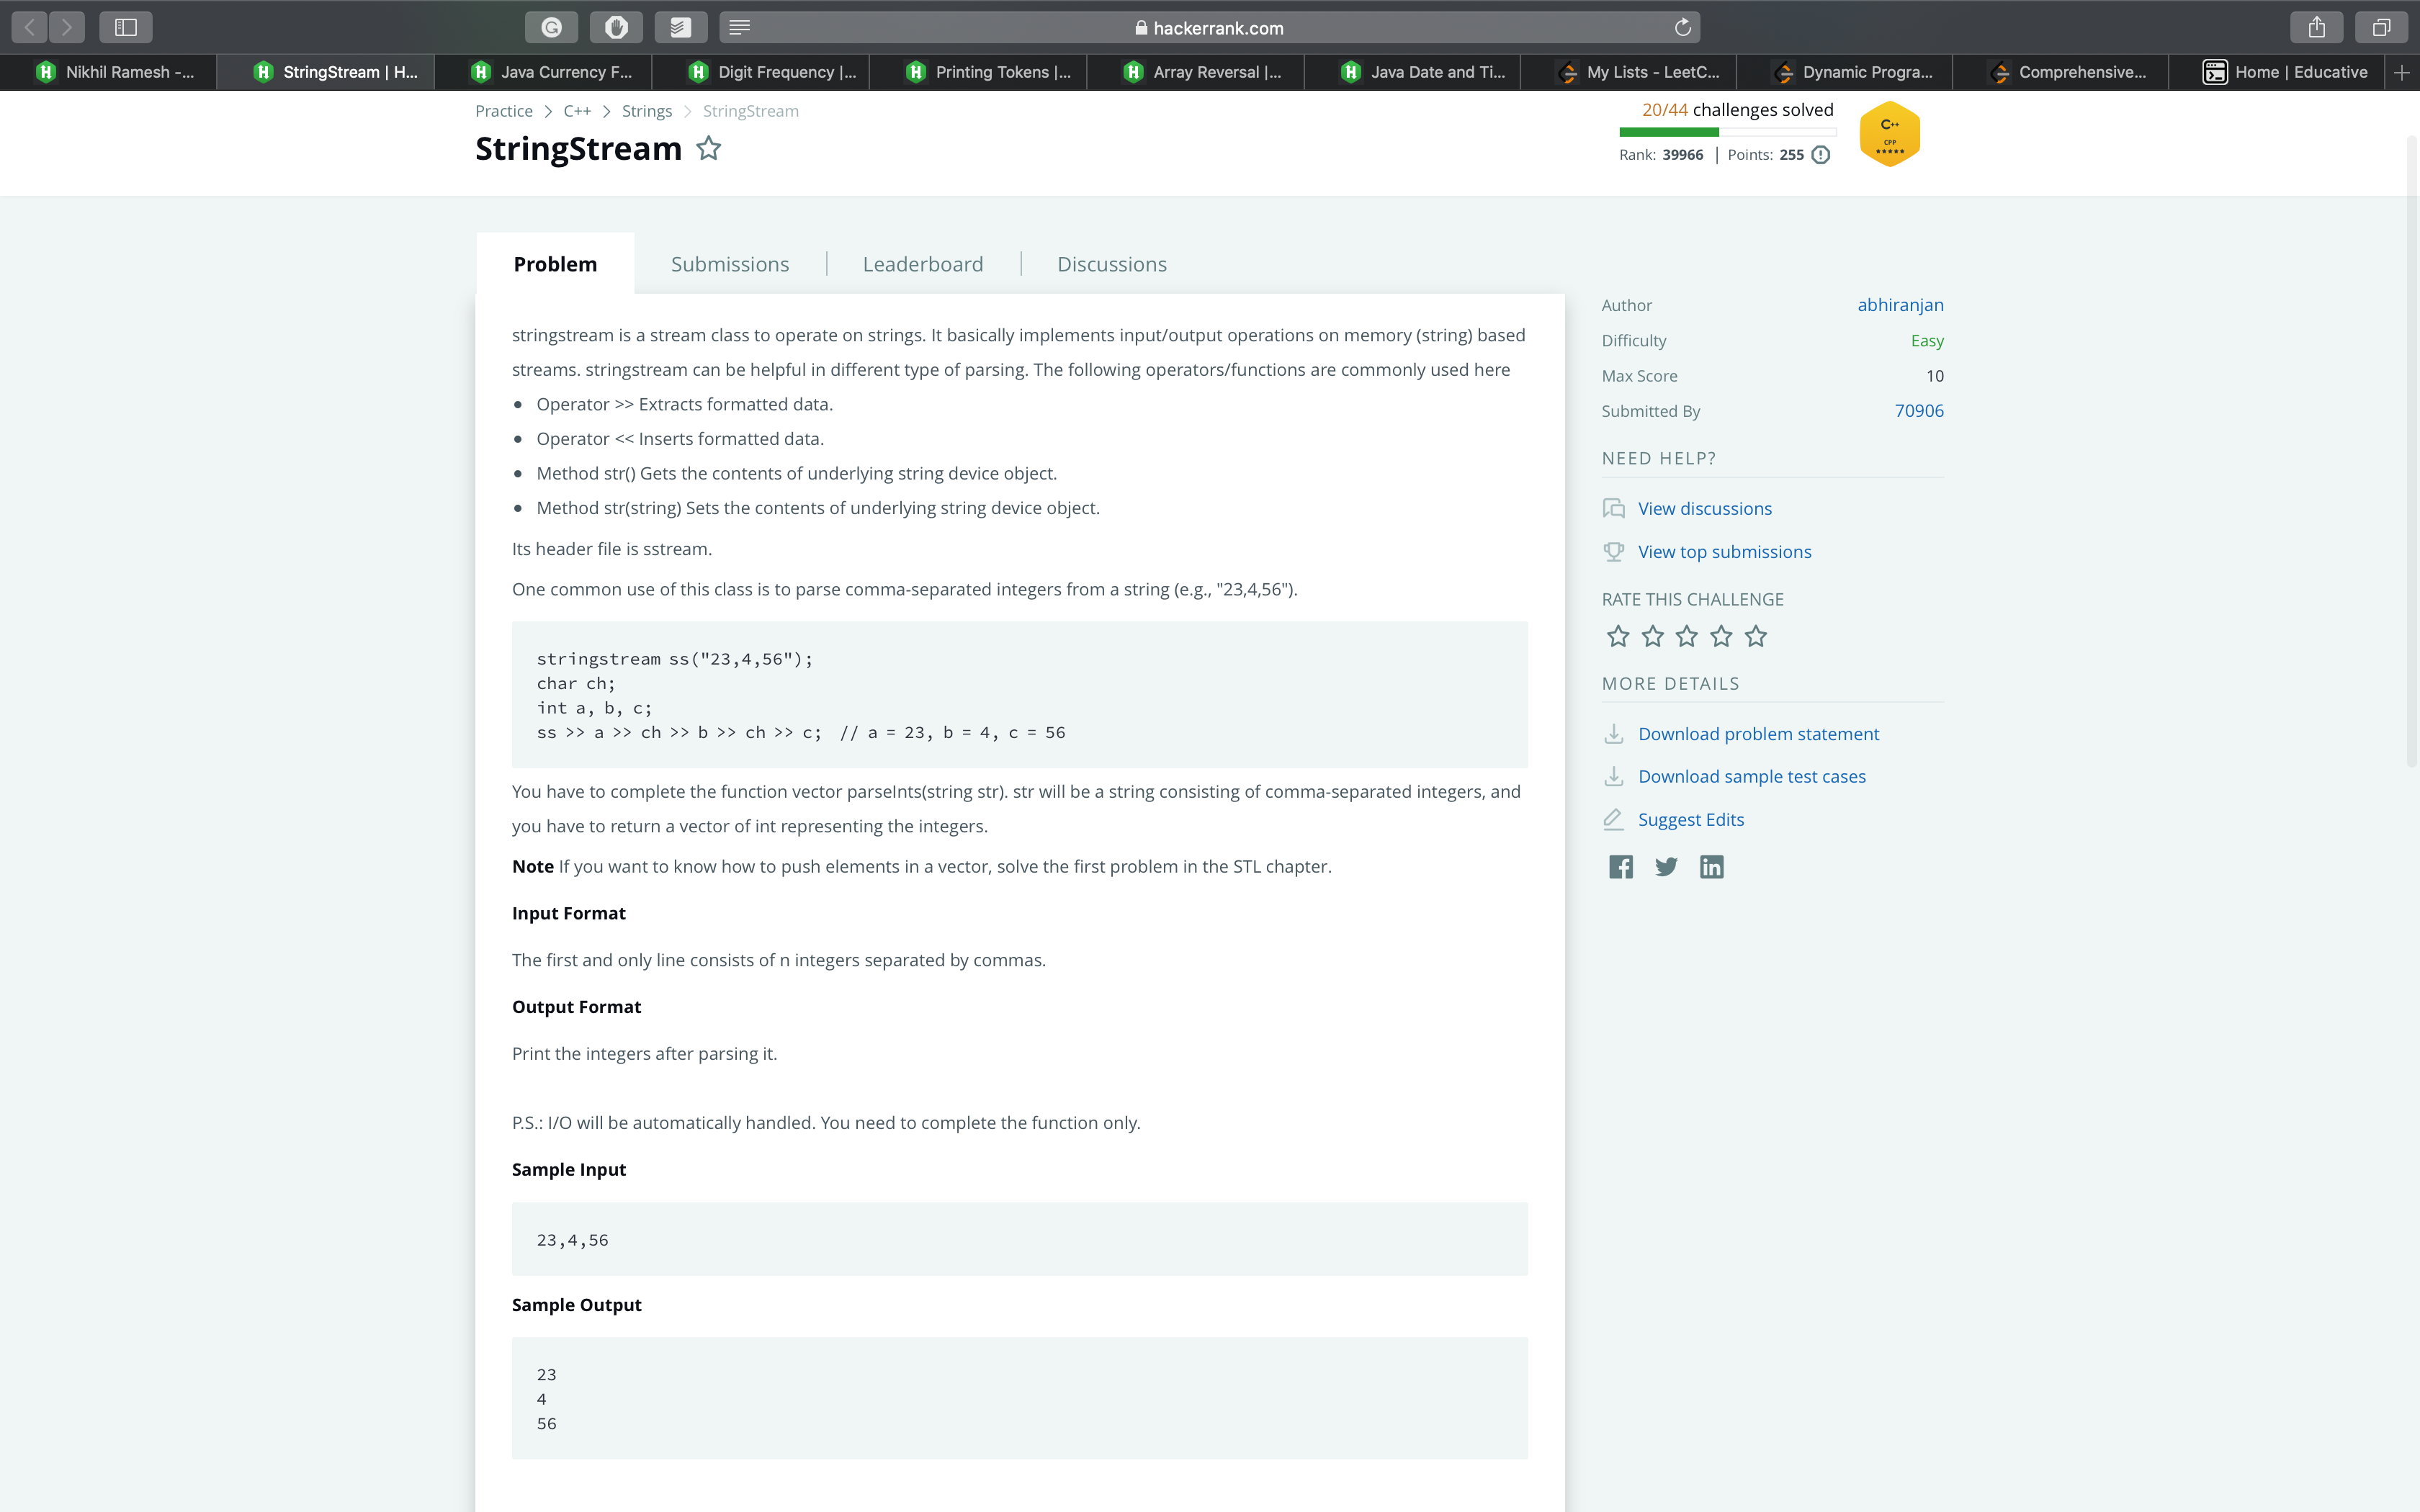 hackerrank.com
Nikhil Ramesh -...
StringStream | H...
Java Currency F...
Digit Frequency |...
Printing Tokens |...
Array Reversal |...
Java Date and Ti...
My Lists - LeetC...
Dynamic Progra...
Comprehensive...
Home | Educative
Practice > C++ > Strings > StringStream
StringStream
20/44 challenges solved
Rank: 39966 | Points: 255
C++
CPP
Problem
Submissions
Leaderboard
Discussions
stringstream is a stream class to operate on strings. It basically implements input/output operations on memory (string) based
streams. stringstream can be helpful in different type of parsing. The following operators/functions are commonly used here
• Operator >> Extracts formatted data.
• Operator << Inserts formatted data.
• Method str() Gets the contents of underlying string device object.
• Method str(string) Sets the contents of underlying string device object.
Its header file is sstream.
One common use of this class is to parse comma-separated integers from a string (e.g., "23,4,56").
stringstream ss("23,4,56");
char ch;
int a, b, c;
ss >> a >> ch >> b >> ch >> c;  // a = 23, b = 4, c = 56
You have to complete the function vector parseInts(string str). str will be a string consisting of comma-separated integers, and
you have to return a vector of int representing the integers.
Note If you want to know how to push elements in a vector, solve the first problem in the STL chapter.
Input Format
The first and only line consists of n integers separated by commas.
Output Format
Print the integers after parsing it.
P.S.: I/O will be automatically handled. You need to complete the function only.
Sample Input
23,4,56
Sample Output
23
4
56
Author abhiranjan
Difficulty Easy
Max Score 10
Submitted By 70906
NEED HELP?
View discussions
View top submissions
RATE THIS CHALLENGE
MORE DETAILS
Download problem statement
Download sample test cases
Suggest Edits